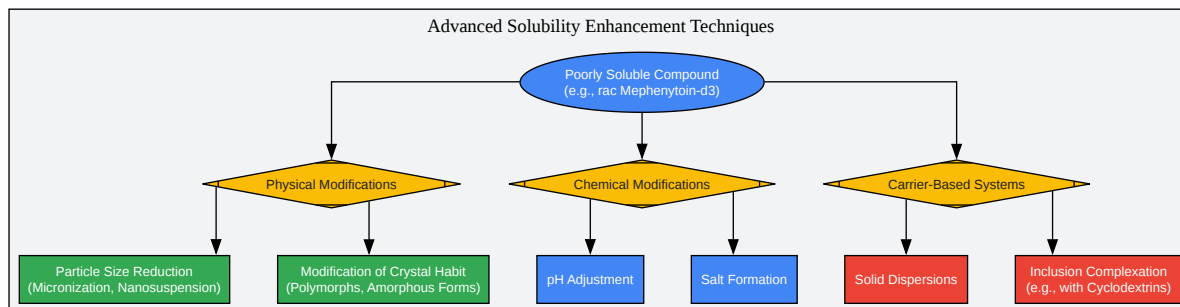 Advanced Solubility Enhancement Techniques
Poorly Soluble Compound
(e.g., rac Mephenytoin-d3)
Physical Modifications
Chemical Modifications
Carrier-Based Systems
Particle Size Reduction
(Micronization, Nanosuspension)
Modification of Crystal Habit
(Polymorphs, Amorphous Forms)
pH Adjustment
Salt Formation
Solid Dispersions
Inclusion Complexation
(e.g., with Cyclodextrins)